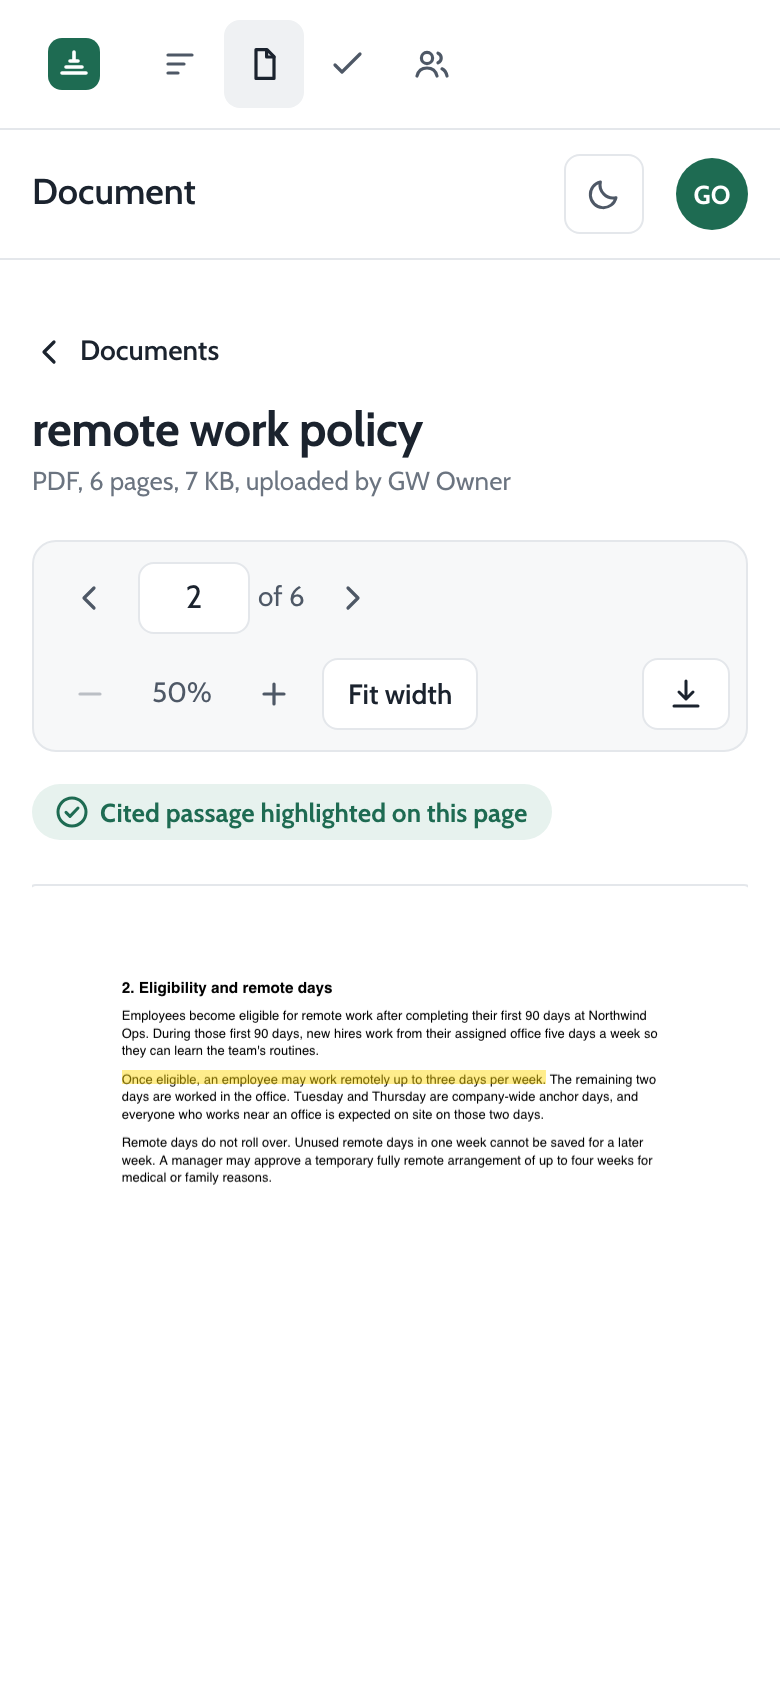 Document
GO
Documents
remote work policy
PDF, 6 pages, 7 KB, uploaded by GW Owner
2 of 6
50% Fit width
Cited passage highlighted on this page
2. Eligibility and remote days
Employees become eligible for remote work after completing their first 90 days at Northwind
Ops. During those first 90 days, new hires work from their assigned office five days a week so
they can learn the team's routines.
Once eligible, an employee may work remotely up to three days per week. The remaining two
days are worked in the office. Tuesday and Thursday are company-wide anchor days, and
everyone who works near an office is expected on site on those two days.
Remote days do not roll over. Unused remote days in one week cannot be saved for a later
week. A manager may approve a temporary fully remote arrangement of up to four weeks for
medical or family reasons.